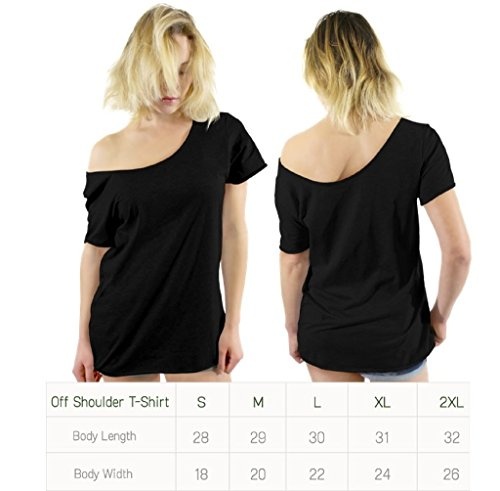 Off Shoulder T-Shirt S M L XL 2XL
Body Length 28 29 30 31 32
Body Width 18 20 22 24 26